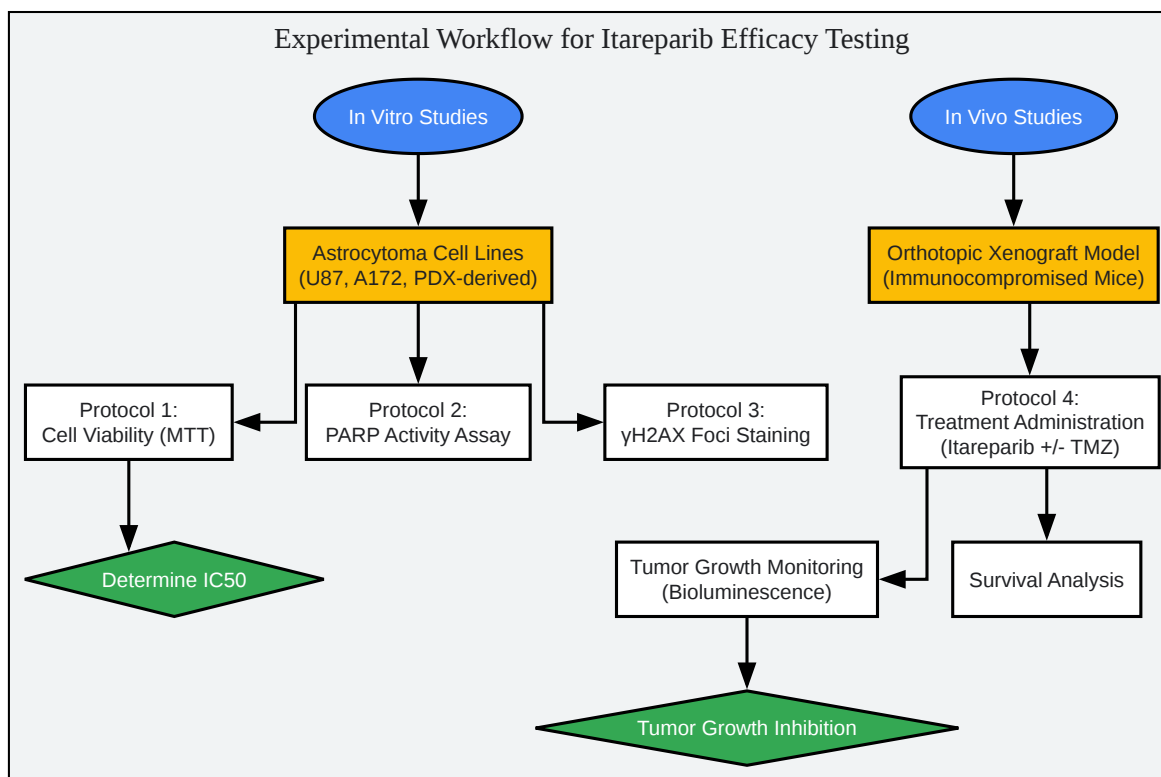 Experimental Workflow for Itareparib Efficacy Testing
In Vitro Studies
In Vivo Studies
Astrocytoma Cell Lines
(U87, A172, PDX-derived)
Orthotopic Xenograft Model
(Immunocompromised Mice)
Protocol 1:
Cell Viability (MTT)
Protocol 2:
PARP Activity Assay
Protocol 3:
γH2AX Foci Staining
Protocol 4:
Treatment Administration
(Itareparib +/- TMZ)
Determine IC50
Tumor Growth Monitoring
(Bioluminescence)
Survival Analysis
Tumor Growth Inhibition